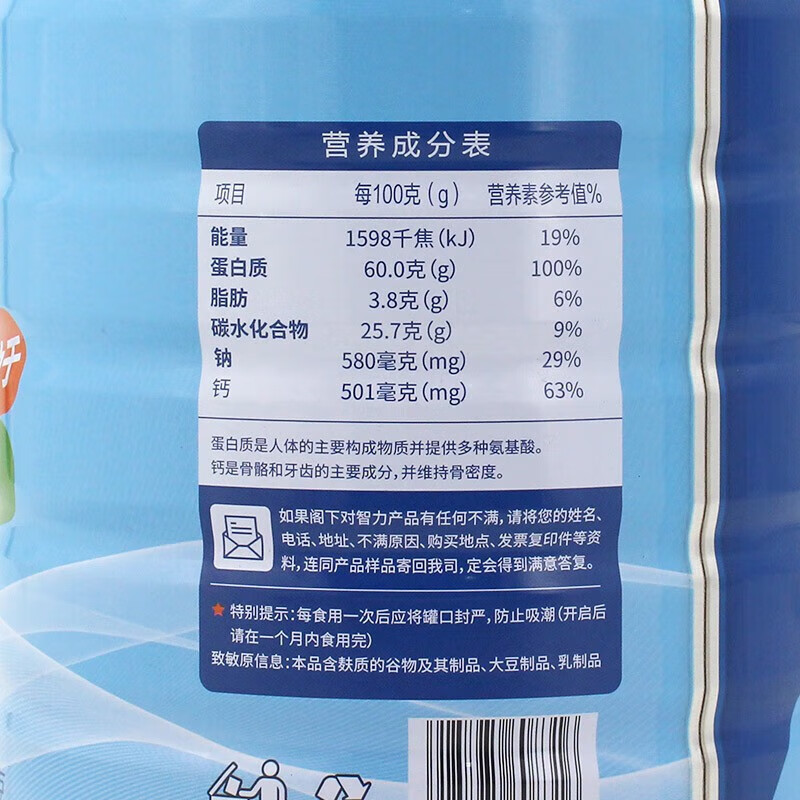 营养成分表
项目 每100克(g) 营养素参考值%
能量 1598千焦(kJ) 19%
蛋白质 60.0克(g) 100%
脂肪 3.8克(g) 6%
碳水化合物 25.7克(g) 9%
钠 580毫克(mg) 29%
钙 501毫克(mg) 63%
蛋白质是人体的主要构成物质并提供多种氨基酸。
钙是骨骼和牙齿的主要成分,并维持骨密度。
如果阁下对智力产品有任何不满,请将您的姓名、
电话、地址、不满原因、购买地点、发票复印件等资
料,连同产品样品寄回我司,定会得到满意答复。
★特别提示:每食用一次后应将罐口封严,防止吸潮(开启后
请在一个月内食用完)
致敏原信息:本品含麸质的谷物及其制品、大豆制品、乳制品